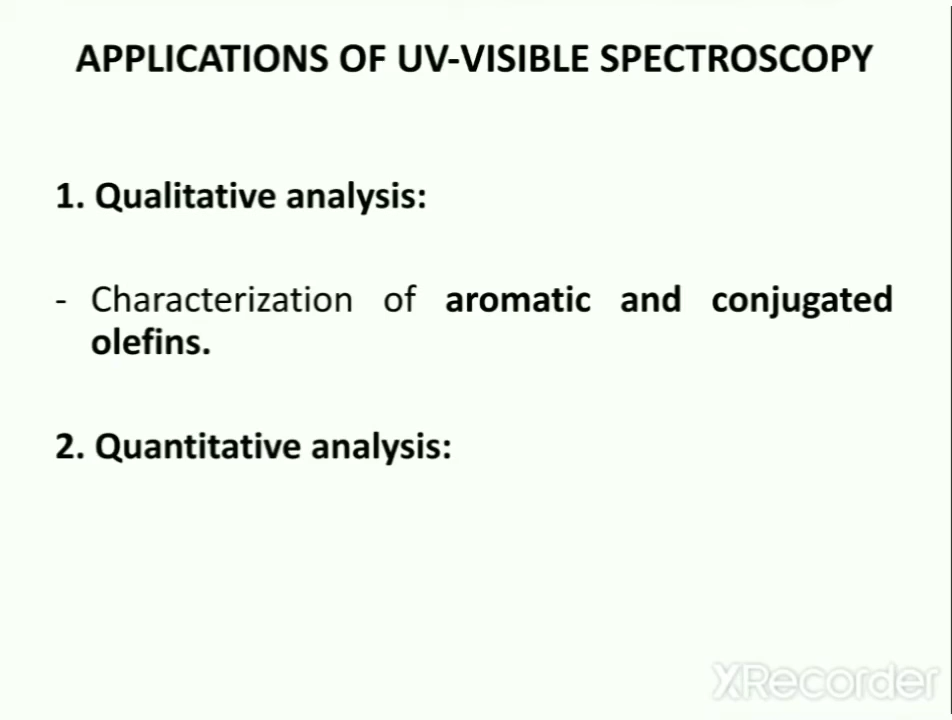 APPLICATIONS OF UV-VISIBLE SPECTROSCOPY
1. Qualitative analysis:
- Characterization of aromatic and conjugated
olefins.
2. Quantitative analysis:
XRecorder